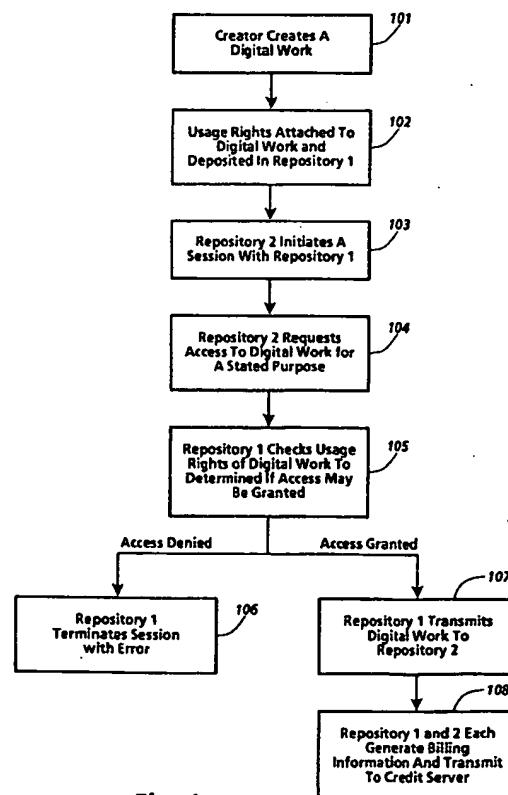 101
Creator Creates A
Digital Work
102
Usage Rights Attached To
Digital Work and
Deposited In Repository 1
103
Repository 2 Initiates A
Session With Repository 1
104
Repository 2 Requests
Access To Digital Work for
A Stated Purpose
105
Repository 1 Checks Usage
Rights of Digital Work To
Determined If Access May
Be Granted
Access Denied
Access Granted
106
Repository 1
Terminates Session
with Error
107
Repository 1 Transmits
Digital Work To
Repository 2
108
Repository 1 and 2 Each
Generate Billing
Information And Transmit
To Credit Server